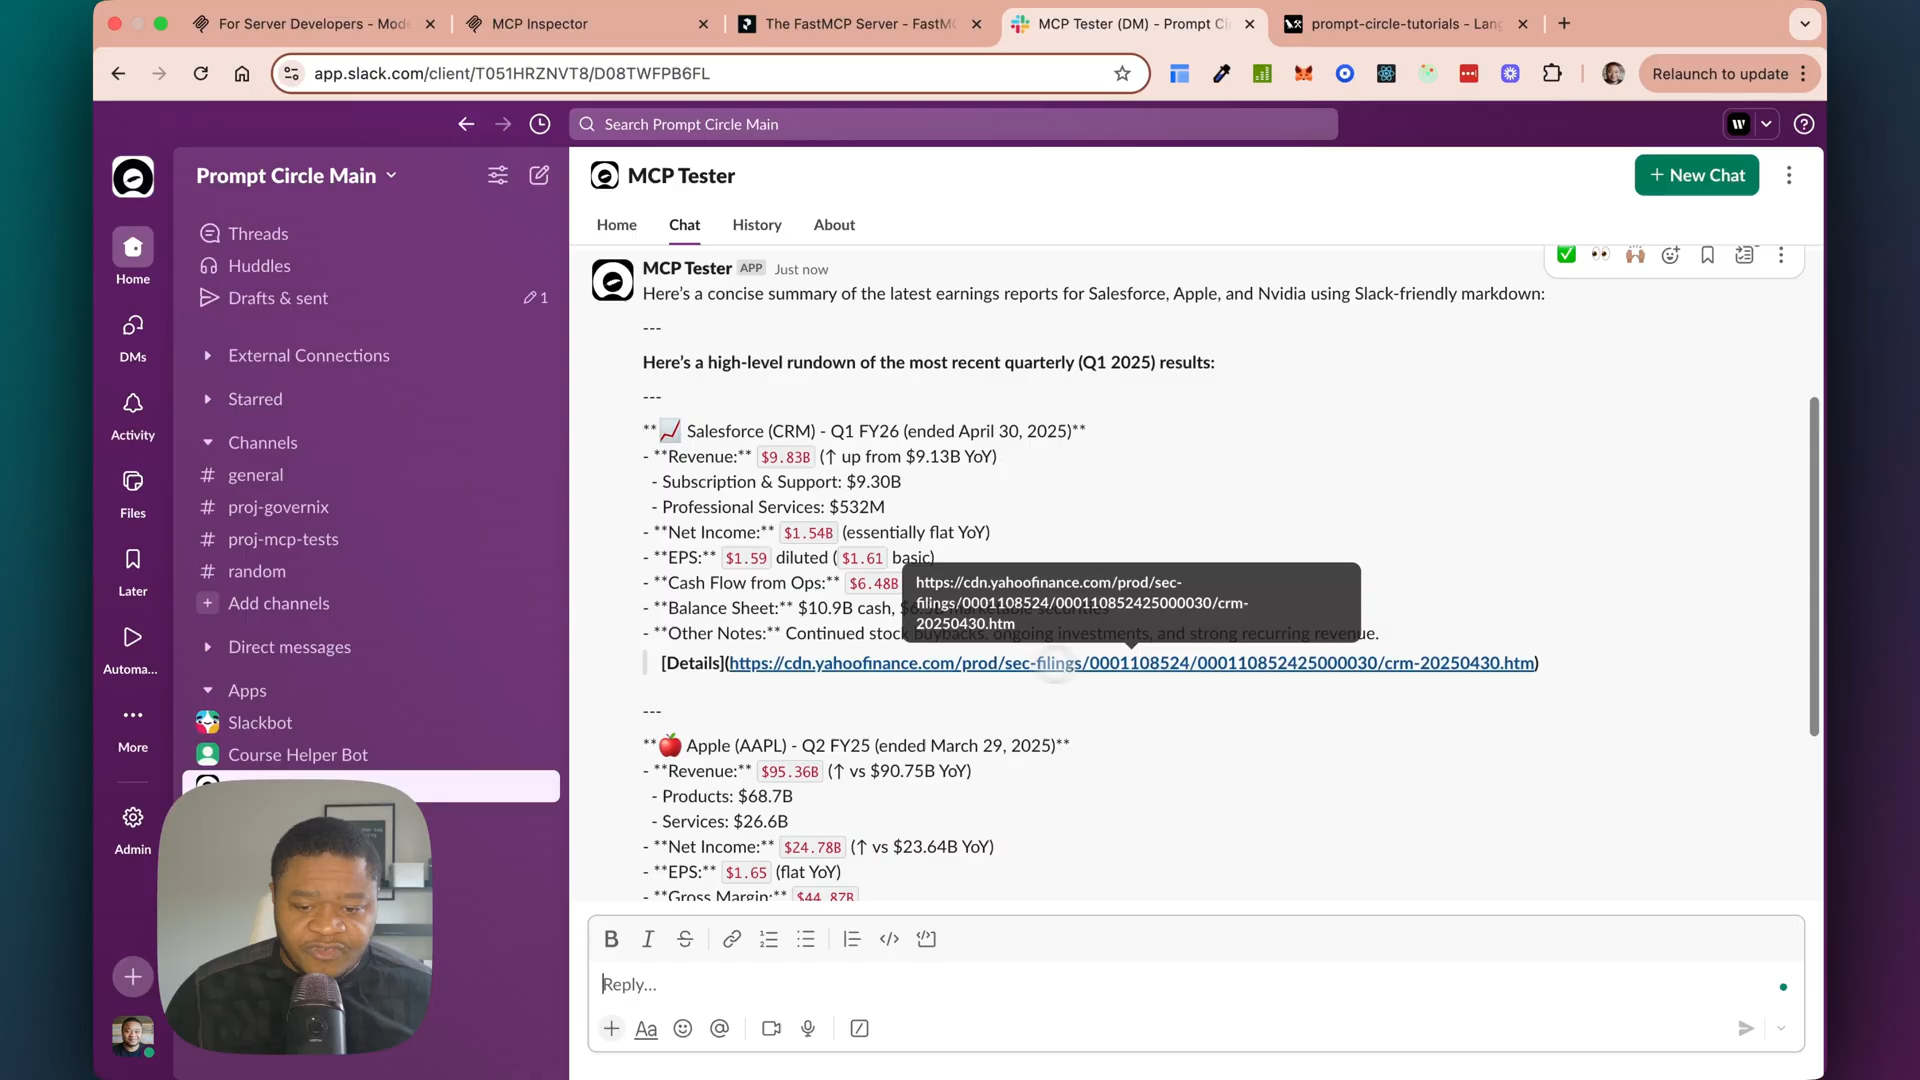 For Server Developers - Mod
MCP Inspector
The FastMCP Server - FastM
MCP Tester (DM) - Prompt Ci
prompt-circle-tutorials - Lang
app.slack.com/client/T051HRZNVT8/D08TWFPB6FL
Relaunch to update
Search Prompt Circle Main
Prompt Circle Main
Threads
Huddles
Drafts & sent
1
External Connections
Starred
Channels
# general
# proj-governix
# proj-mcp-tests
# random
+ Add channels
Direct messages
Apps
Slackbot
Course Helper Bot
Home
DMs
Activity
Files
Later
Automa...
More
Admin
MCP Tester
+ New Chat
Home
Chat
History
About
MCP Tester APP Just now
Here's a concise summary of the latest earnings reports for Salesforce, Apple, and Nvidia using Slack-friendly markdown:
---
Here's a high-level rundown of the most recent quarterly (Q1 2025) results:
---
**📈 Salesforce (CRM) - Q1 FY26 (ended April 30, 2025)**
- **Revenue:** $9.83B (↑ up from $9.13B YoY)
- Subscription & Support: $9.30B
- Professional Services: $532M
- **Net Income:** $1.54B (essentially flat YoY)
- **EPS:** $1.59 diluted ($1.61 basic)
- **Cash Flow from Ops:** $6.48B
- **Balance Sheet:** $10.9B cash,
- **Other Notes:** Continued stock buybacks, ongoing investments, and strong recurring revenue.
https://cdn.yahoofinance.com/prod/sec-
filings/0001108524/000110852425000030/crm-
20250430.htm
[Details](https://cdn.yahoofinance.com/prod/sec-filings/0001108524/000110852425000030/crm-20250430.htm)
---
**🍎 Apple (AAPL) - Q2 FY25 (ended March 29, 2025)**
- **Revenue:** $95.36B (↑ vs $90.75B YoY)
- Products: $68.7B
- Services: $26.6B
- **Net Income:** $24.78B (↑ vs $23.64B YoY)
- **EPS:** $1.65 (flat YoY)
- **Gross Margin:** $44.87B
Reply...
Aa